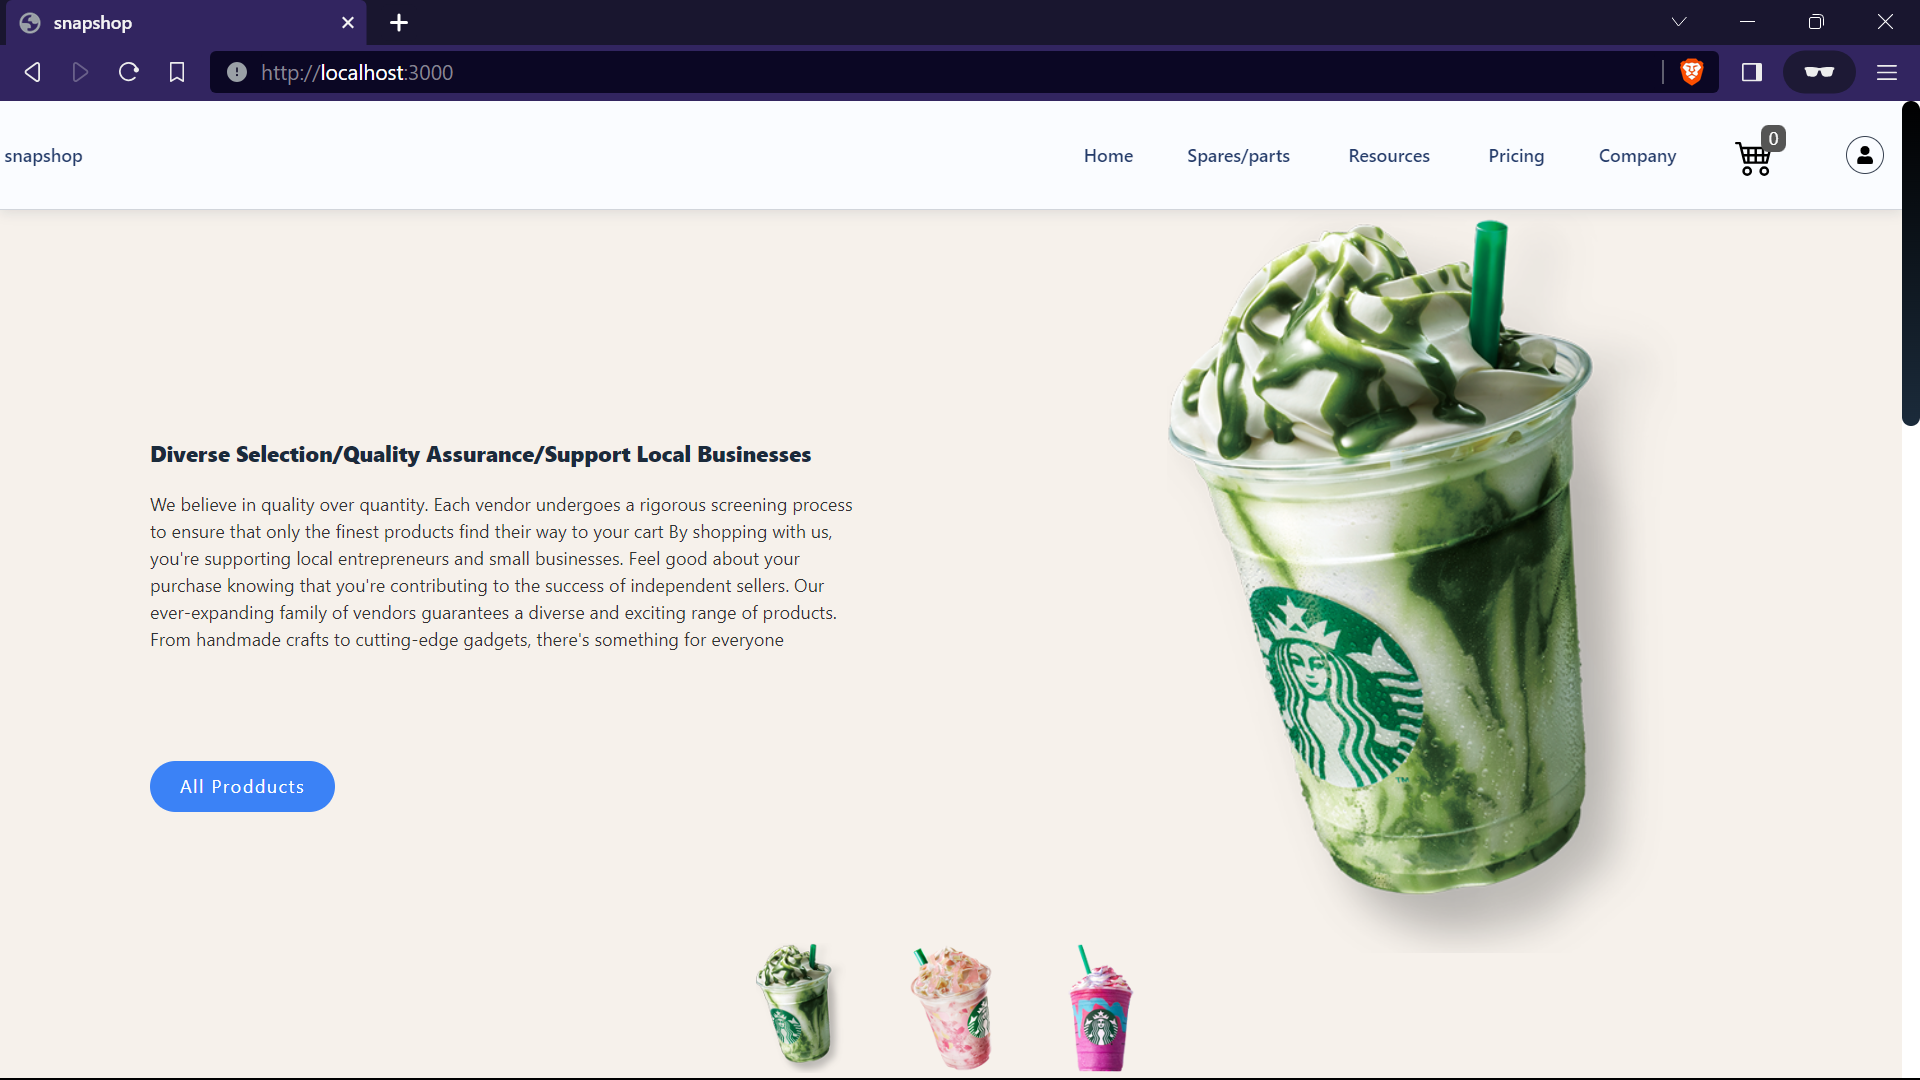 snapshop
http://localhost:3000
snapshop
Home Spares/parts Resources Pricing Company 0
Diverse Selection/Quality Assurance/Support Local Businesses
We believe in quality over quantity. Each vendor undergoes a rigorous screening process
to ensure that only the finest products find their way to your cart By shopping with us,
you're supporting local entrepreneurs and small businesses. Feel good about your
purchase knowing that you're contributing to the success of independent sellers. Our
ever-expanding family of vendors guarantees a diverse and exciting range of products.
From handmade crafts to cutting-edge gadgets, there's something for everyone
All Prodducts
TM